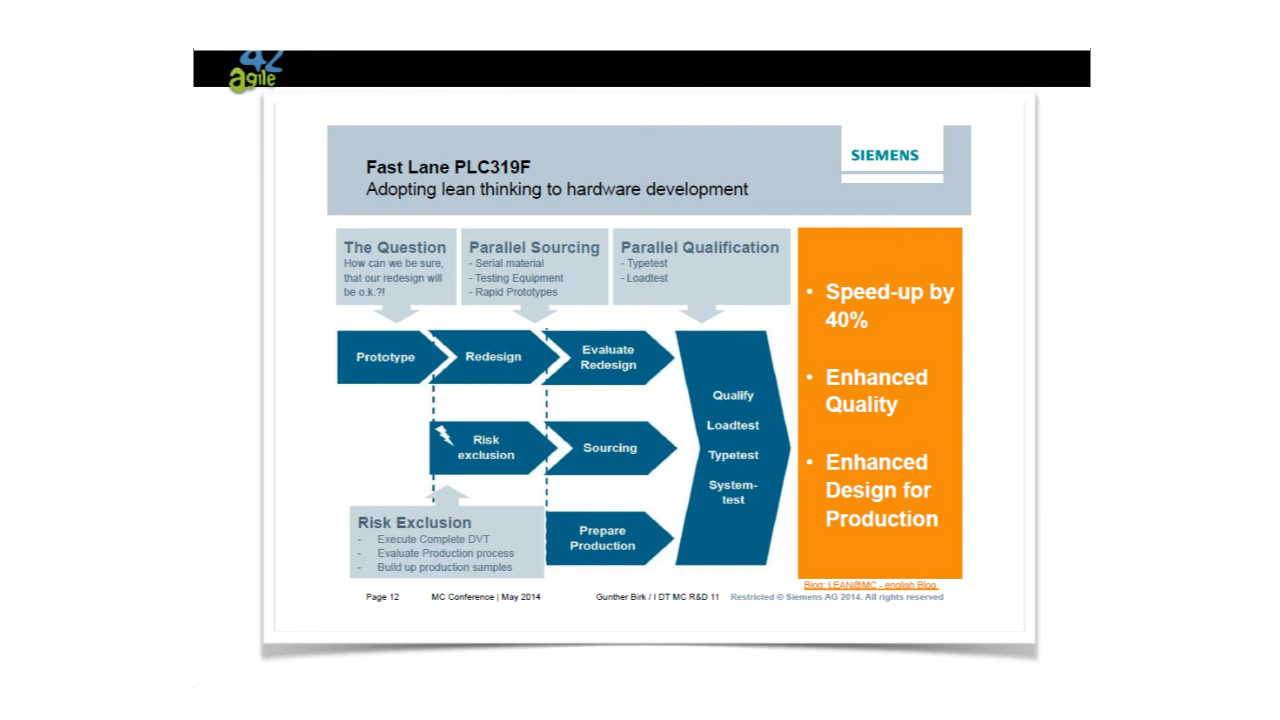 agile
42
Fast Lane PLC319F
Adopting lean thinking to hardware development
SIEMENS
The Question
How can we be sure,
that our redesign will
be o.k.?!
Parallel Sourcing
- Serial material
- Testing Equipment
- Rapid Prototypes
Parallel Qualification
- Typetest
- Loadtest
Prototype
Redesign
Evaluate
Redesign
Risk
exclusion
Sourcing
Prepare
Production
Qualify
Loadtest
Typetest
System-
test
Risk Exclusion
- Execute Complete DVT
- Evaluate Production process
- Build up production samples
• Speed-up by
40%
• Enhanced
Quality
• Enhanced
Design for
Production
Blog: LEAN@MC - english Blog
Page 12 MC Conference | May 2014 Gunther Birk / I DT MC R&D 11 Restricted © Siemens AG 2014. All rights reserved